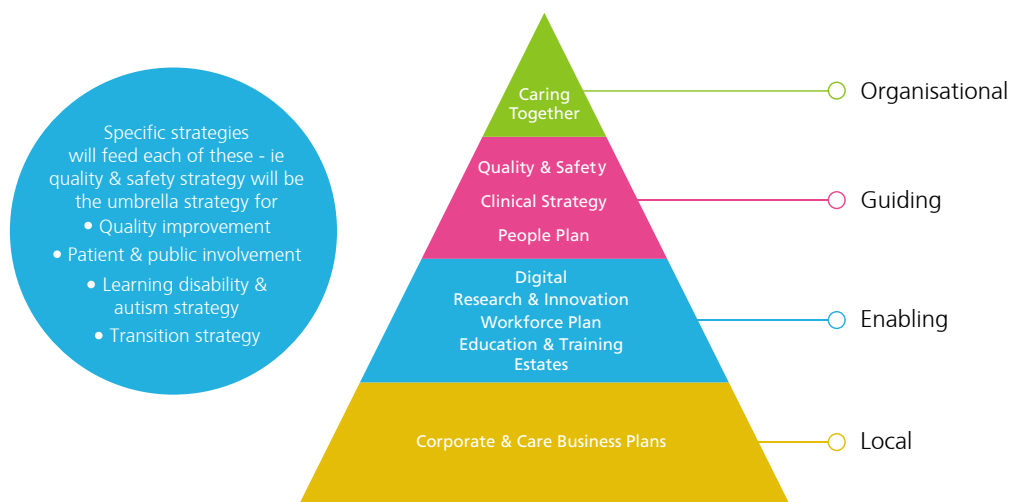 Specific strategies
will feed each of these - ie
quality & safety strategy will be
the umbrella strategy for
• Quality improvement
• Patient & public involvement
• Learning disability &
autism strategy
• Transition strategy
Caring
Together
Organisational
Quality & Safety
Clinical Strategy
People Plan
Guiding
Digital
Research & Innovation
Workforce Plan
Education & Training
Estates
Enabling
Corporate & Care Business Plans
Local